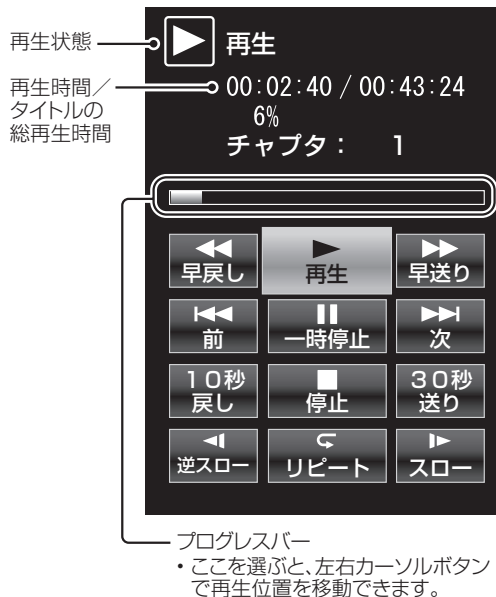 再生状態
再生
再生時間／
タイトルの
総再生時間
00:02:40 / 00:43:24
6%
チャプタ： 1
早戻し
再生
早送り
前
一時停止
次
10秒
戻し
停止
30秒
送り
逆スロー
リピート
スロー
プログレスバー
・ここを選ぶと、左右カーソルボタン
で再生位置を移動できます。